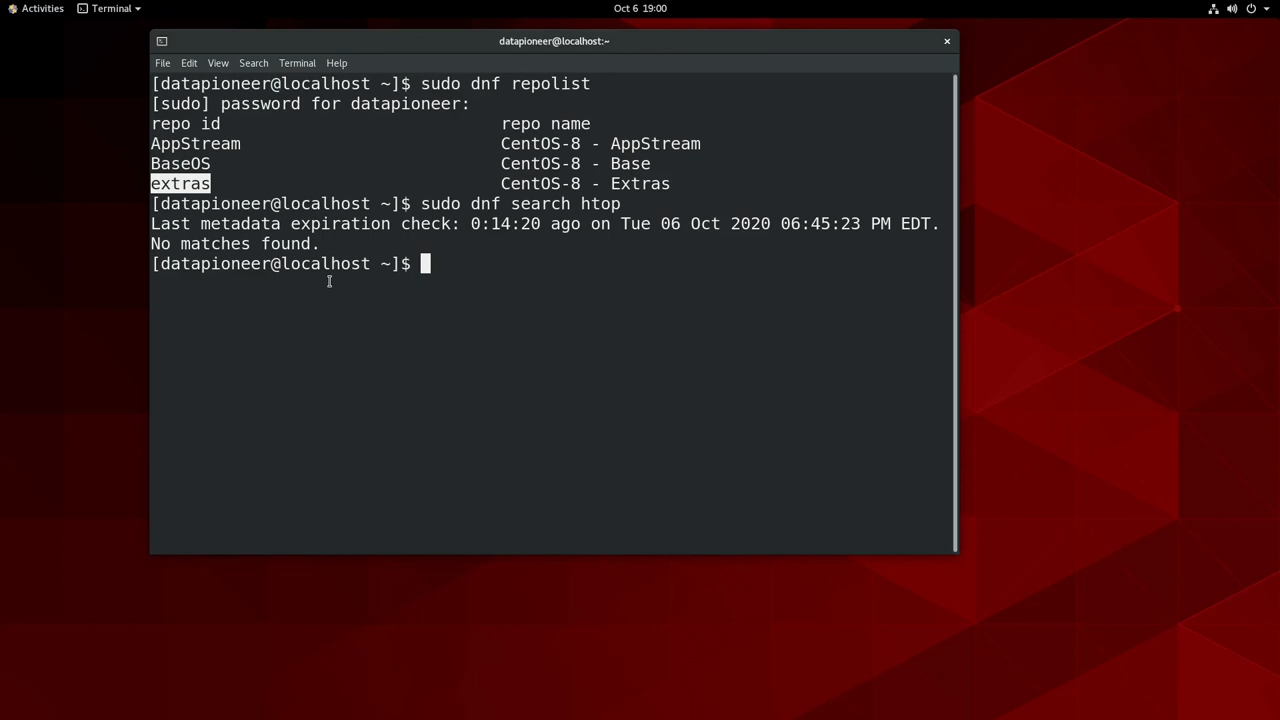 Activities Terminal Oct 6 19:00
datapioneer@localhost:~
File Edit View Search Terminal Help
[datapioneer@localhost ~]$ sudo dnf repolist
[sudo] password for datapioneer:
repo id repo name
AppStream CentOS-8 - AppStream
BaseOS CentOS-8 - Base
extras CentOS-8 - Extras
[datapioneer@localhost ~]$ sudo dnf search htop
Last metadata expiration check: 0:14:20 ago on Tue 06 Oct 2020 06:45:23 PM EDT.
No matches found.
[datapioneer@localhost ~]$